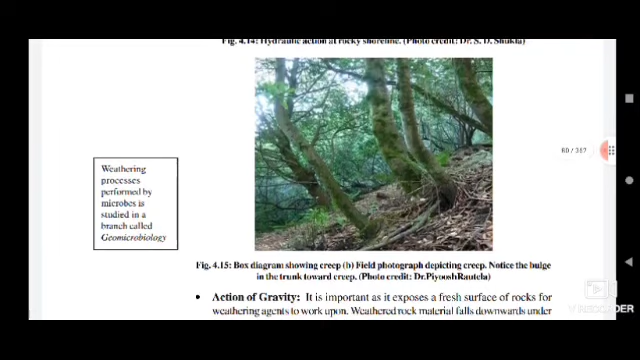 Fig. 4.14: Hydraulic action at rocky shoreline. (Photo credit: Dr. S. D. Shukla)
60 / 387
Weathering
processes
performed by
microbes is
studied in a
branch called
Geomicrobiology
Fig. 4.15: Box diagram showing creep (b) Field photograph depicting creep. Notice the bulge
in the trunk toward creep. (Photo credit: Dr.PiyooshRautela)
• Action of Gravity: It is important as it exposes a fresh surface of rocks for
weathering agents to work upon. Weathered rock material falls downwards under